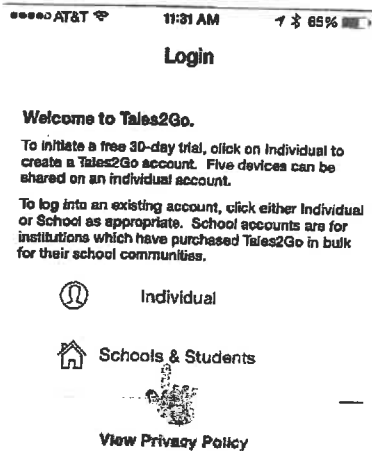 AT&T 11:31 AM 65%
Login
Welcome to Tales2Go.
To initiate a free 30-day trial, click on Individual to
create a Tales2Go account. Five devices can be
shared on an individual account.
To log into an existing account, click either Individual
or School as appropriate. School accounts are for
institutions which have purchased Tales2Go in bulk
for their school communities.
Individual
Schools & Students
View Privacy Policy